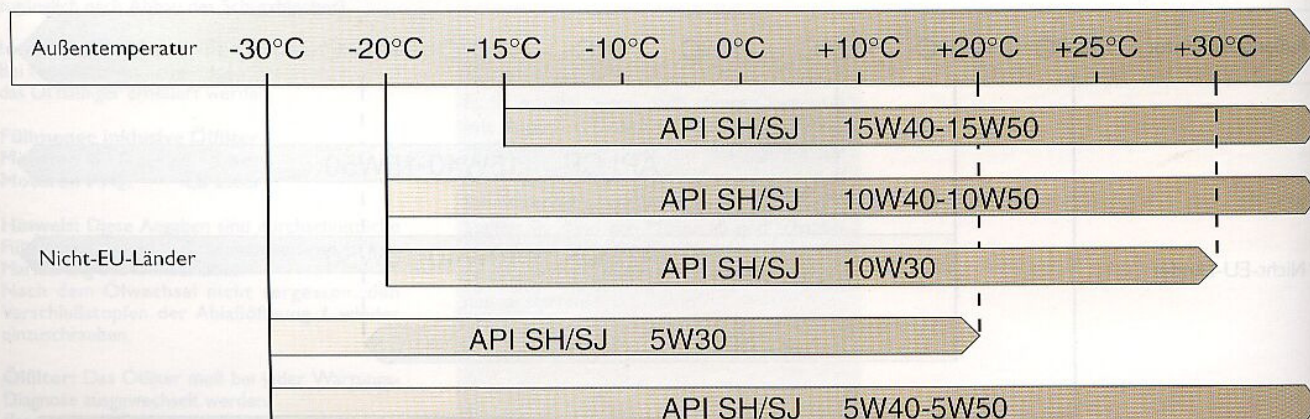 Außentemperatur -30°C -20°C -15°C -10°C 0°C +10°C +20°C +25°C +30°C
API SH/SJ 15W40-15W50
API SH/SJ 10W40-10W50
Nicht-EU-Länder
API SH/SJ 10W30
API SH/SJ 5W30
API SH/SJ 5W40-5W50